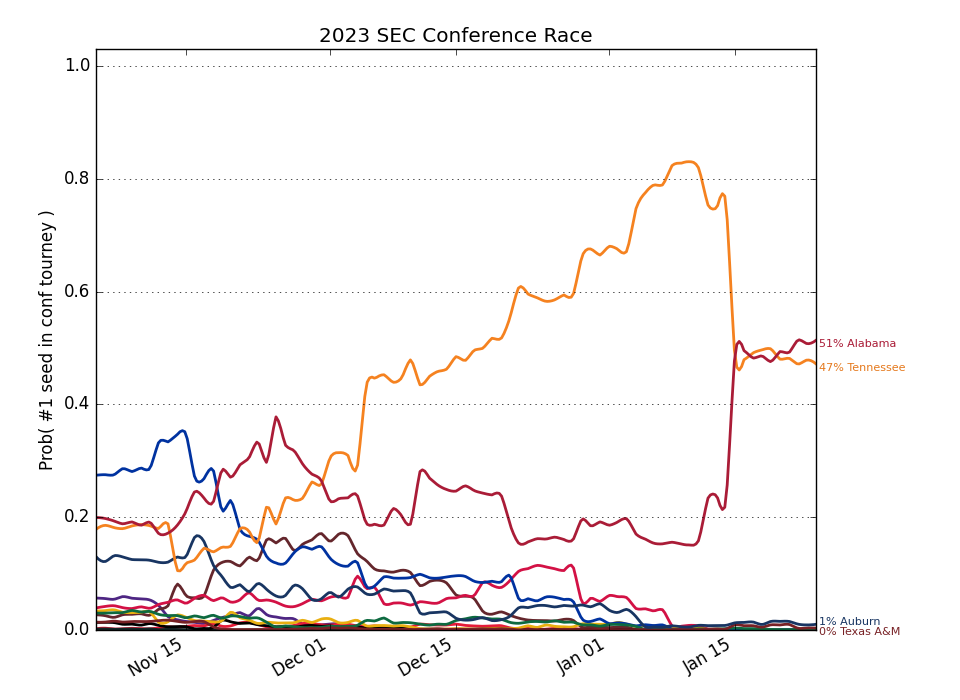 2023 SEC Conference Race
Prob( #1 seed in conf tourney )
1.0
0.8
0.6
0.4
0.2
0.0
51% Alabama
47% Tennessee
1% Auburn
0% Texas A&M
Nov 15
Dec 01
Dec 15
Jan 01
Jan 15